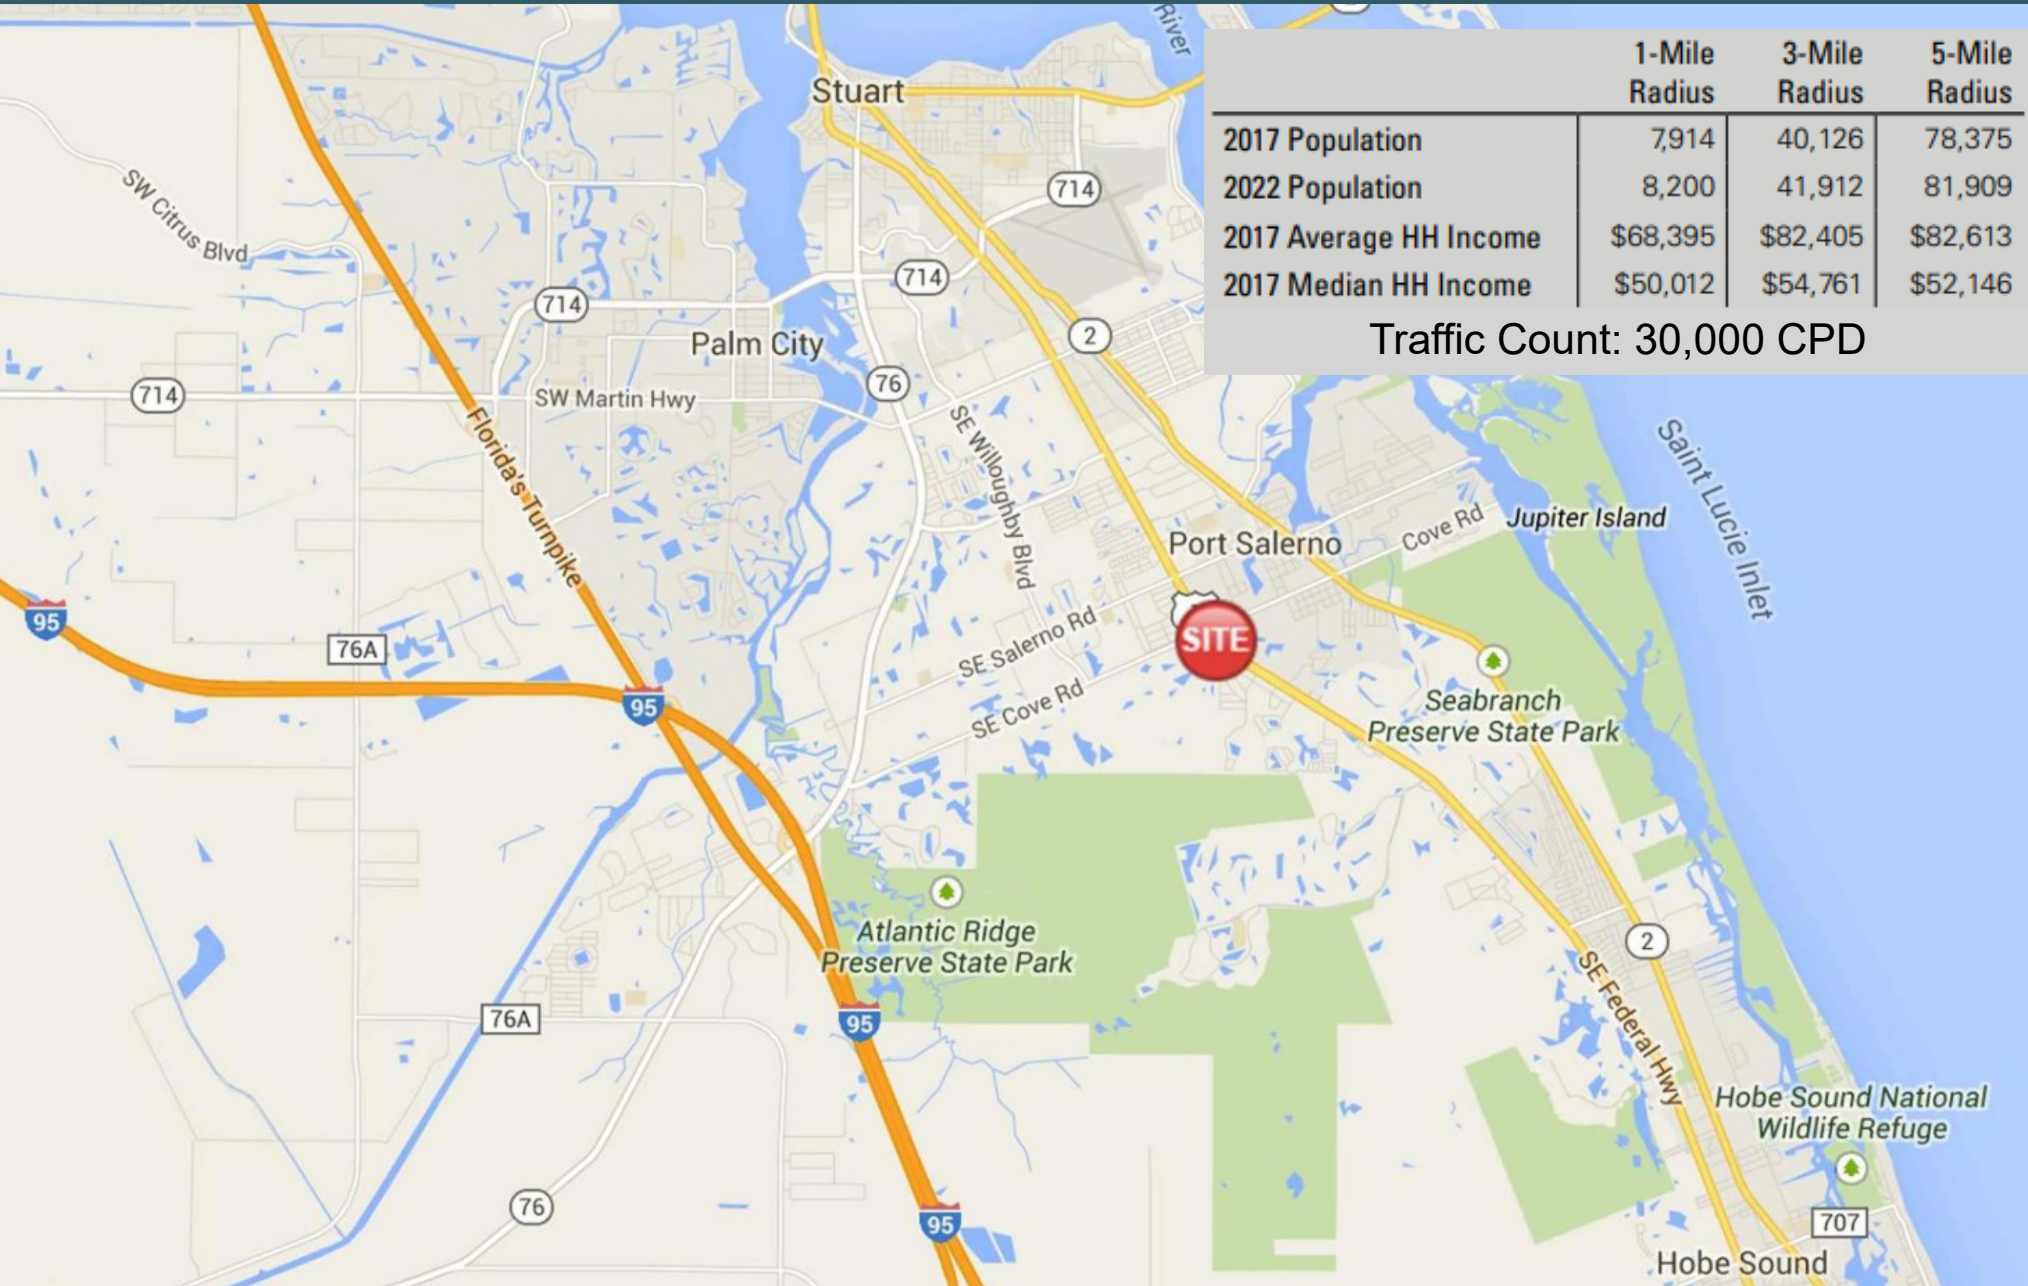 River
1-Mile 3-Mile 5-Mile
Radius Radius Radius
2017 Population 7,914 40,126 78,375
2022 Population 8,200 41,912 81,909
2017 Average HH Income $68,395 $82,405 $82,613
2017 Median HH Income $50,012 $54,761 $52,146
Traffic Count: 30,000 CPD
Stuart
714
SW Citrus Blvd
714
714
2
Palm City
76
714
SW Martin Hwy
Florida's Turnpike
SE Willoughby Blvd
Saint Lucie Inlet
Jupiter Island
Cove Rd
Port Salerno
95
76A
SE Salerno Rd
SITE
95
SE Cove Rd
Seabranch
Preserve State Park
Atlantic Ridge
Preserve State Park
2
SE Federal Hwy
76A
95
Hobe Sound National
Wildlife Refuge
76
95
707
Hobe Sound